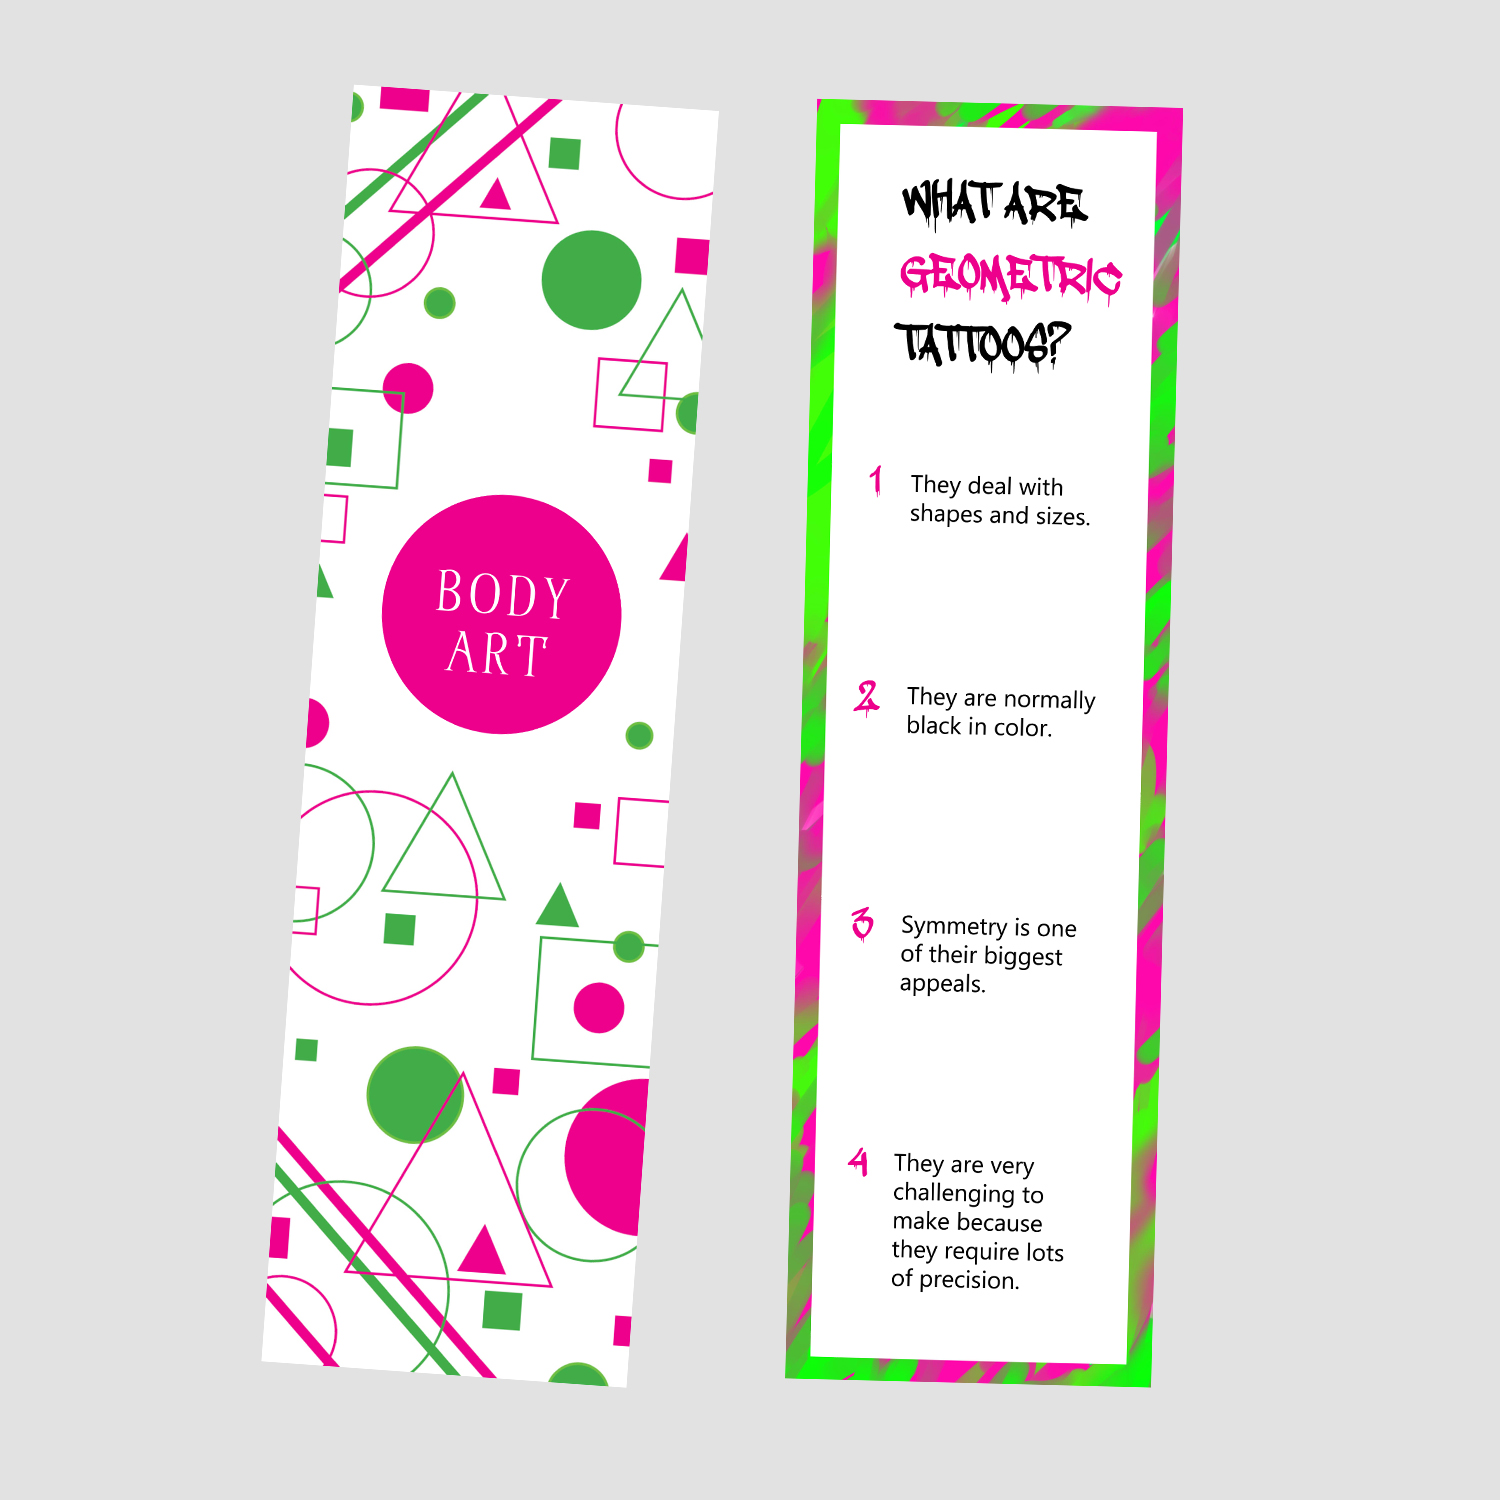 BODY
ART
WHAT ARE
GEOMETRIC
TATTOOS?
1
They deal with
shapes and sizes.
2
They are normally
black in color.
3
Symmetry is one
of their biggest
appeals.
4
They are very
challenging to
make because
they require lots
of precision.